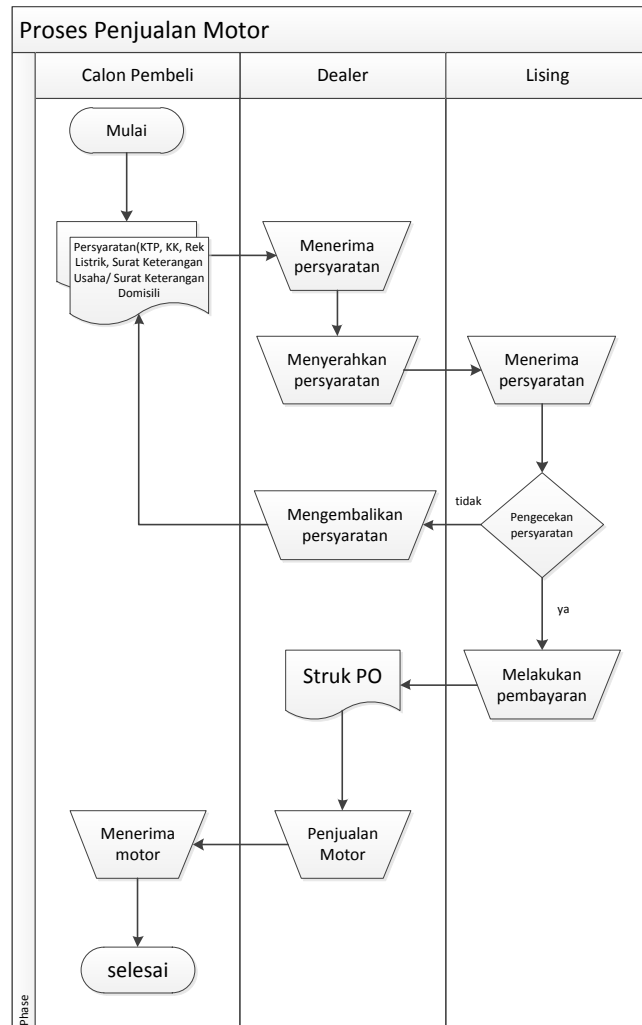 Proses Penjualan Motor
Calon Pembeli
Dealer
Lising
Mulai
Persyaratan(KTP, KK, Rek
Listrik, Surat Keterangan
Usaha/ Surat Keterangan
Domisili
Menerima
persyaratan
Menyerahkan
persyaratan
Menerima
persyaratan
Pengecekan
persyaratan
tidak
Mengembalikan
persyaratan
ya
Melakukan
pembayaran
Struk PO
Penjualan
Motor
Menerima
motor
selesai
Phase